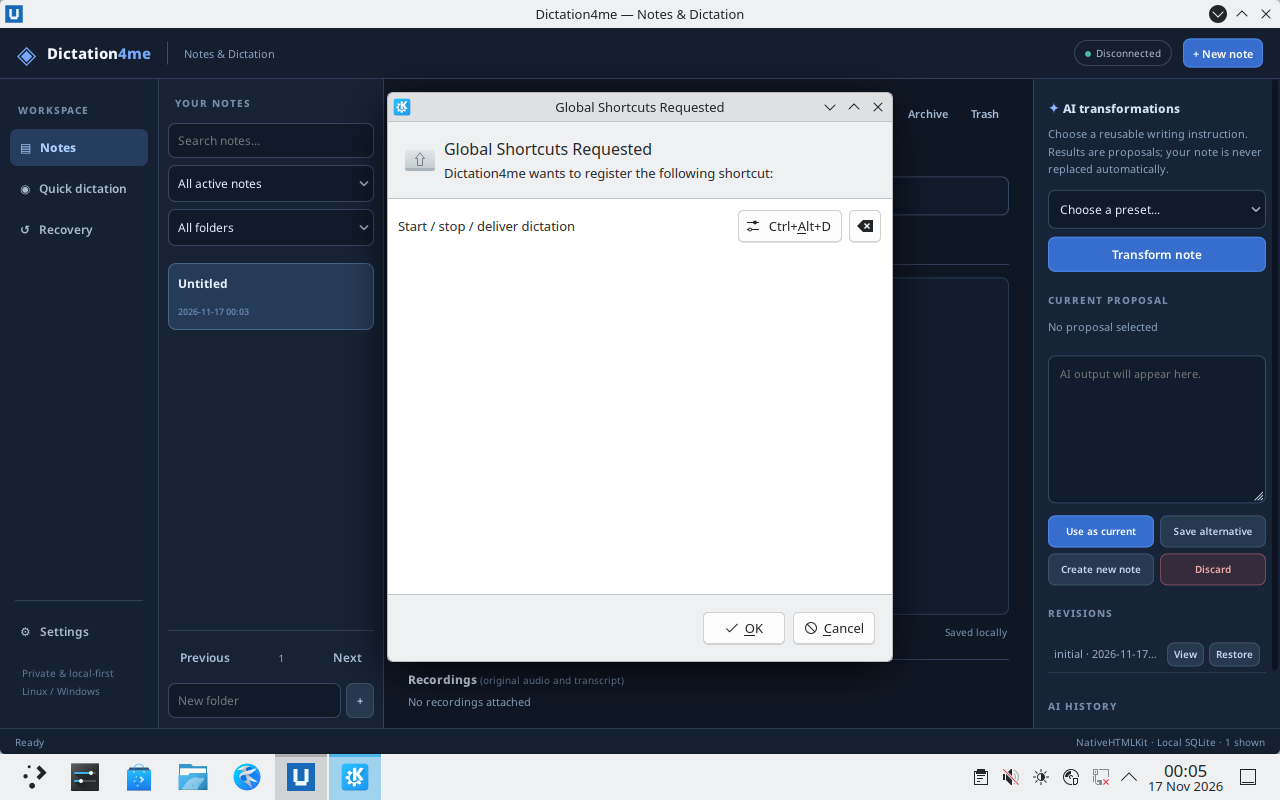 Dictation4me — Notes & Dictation
Dictation4me
Notes & Dictation
Disconnected
+ New note
WORKSPACE
Notes
Quick dictation
Recovery
Settings
Private & local-first
Linux / Windows
YOUR NOTES
Search notes...
All active notes
All folders
Untitled
2026-11-17 00:03
Previous
1
Next
New folder
+
Global Shortcuts Requested
Global Shortcuts Requested
Dictation4me wants to register the following shortcut:
Start / stop / deliver dictation
Ctrl+Alt+D
OK
Cancel
Archive
Trash
Saved locally
Recordings (original audio and transcript)
No recordings attached
AI transformations
Choose a reusable writing instruction.
Results are proposals; your note is never
replaced automatically.
Choose a preset...
Transform note
CURRENT PROPOSAL
No proposal selected
AI output will appear here.
Use as current
Save alternative
Create new note
Discard
REVISIONS
initial · 2026-11-17...
View
Restore
AI HISTORY
Ready
NativeHTMLKit · Local SQLite · 1 shown
00:05
17 Nov 2026